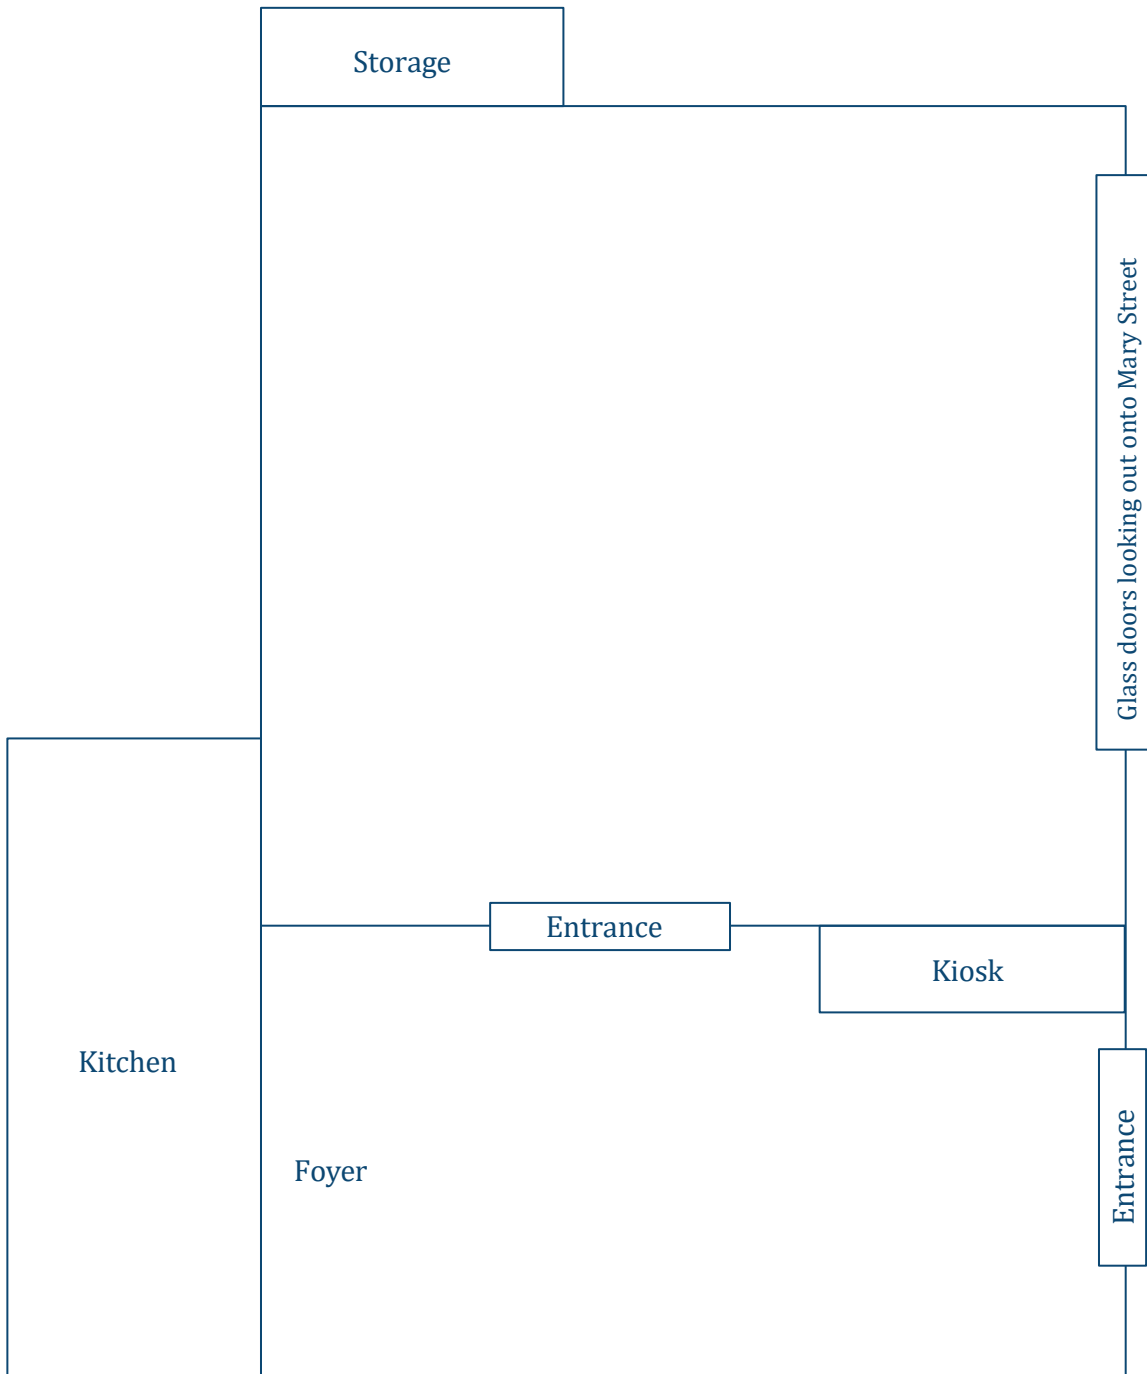 Storage
Glass doors looking out onto Mary Street
Entrance
Kiosk
Kitchen
Entrance
Foyer